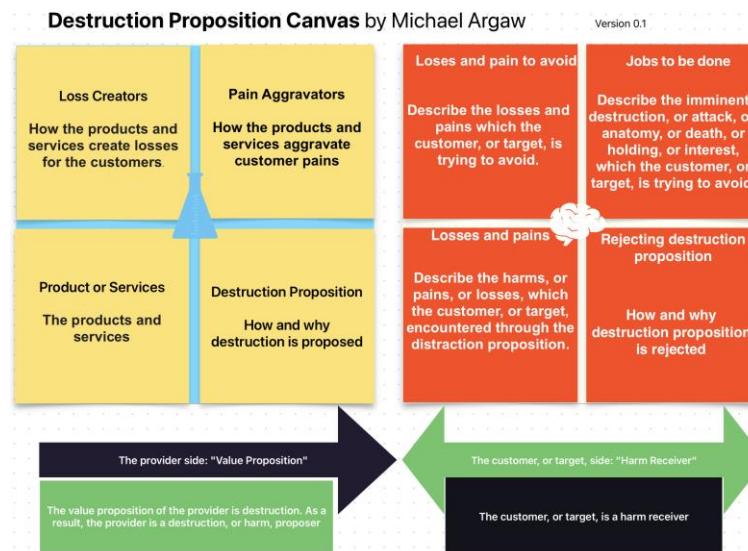 Destruction Proposition Canvas by Michael Argaw
Version 0.1
Loss Creators
How the products and
services create losses
for the customers.
Pain Aggravators
How the products and
services aggravate
customer pains
Product or Services
The products and
services
Destruction Proposition
How and why
destruction is proposed
Loses and pain to avoid
Describe the losses and
pains which the
customer, or target, is
trying to avoid.
Jobs to be done
Describe the imminent
destruction, or attack, o
anatomy, or death, or
holding, or interest,
which the customer, or
target, is trying to avoid
Losses and pains
Describe the harms, or
pains, or losses, which
the customer, or target,
encountered through the
distraction proposition.
Rejecting destruction
proposition
How and why
destruction proposition
is rejected
The provider side: "Value Proposition"
The value proposition of the provider is destruction. As a
result, the provider is a destruction, or harm, proposer
The customer, or target, side: "Harm Receiver"
The customer, or target, is a harm receiver